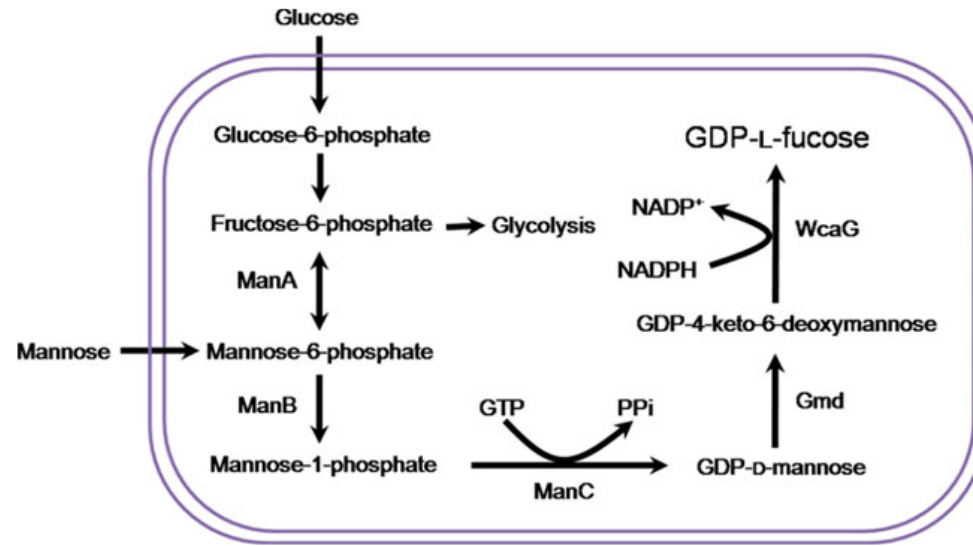 Glucose
Glucose-6-phosphate
Fructose-6-phosphate
Glycolysis
ManA
Mannose
Mannose-6-phosphate
ManB
Mannose-1-phosphate
GTP
PPi
ManC
GDP-D-mannose
Gmd
GDP-4-keto-6-deoxymannose
NADPH
NADP⁺
WcaG
GDP-L-fucose